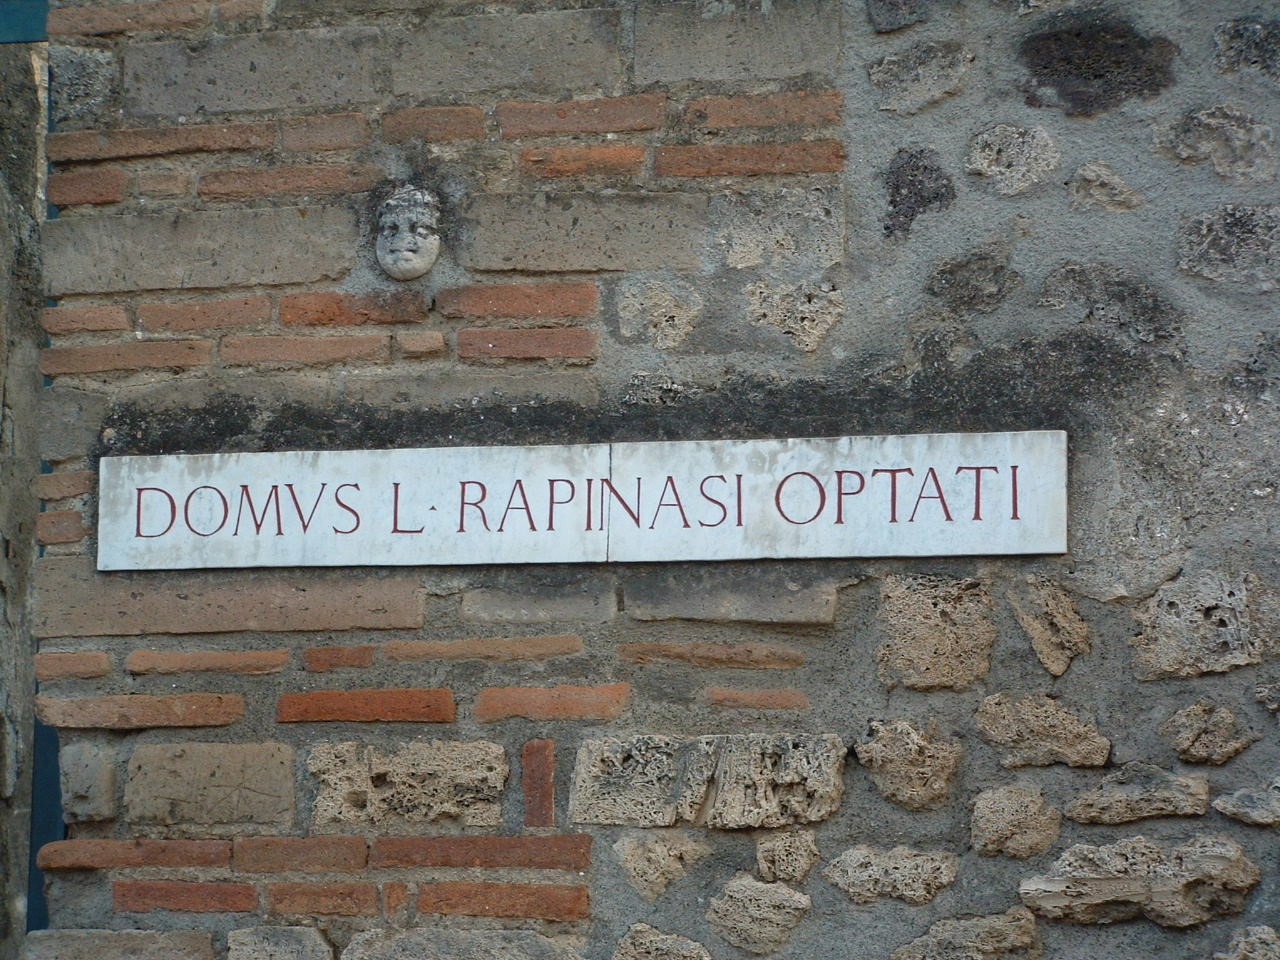 DOMVS L · RAPINASI OPTATI